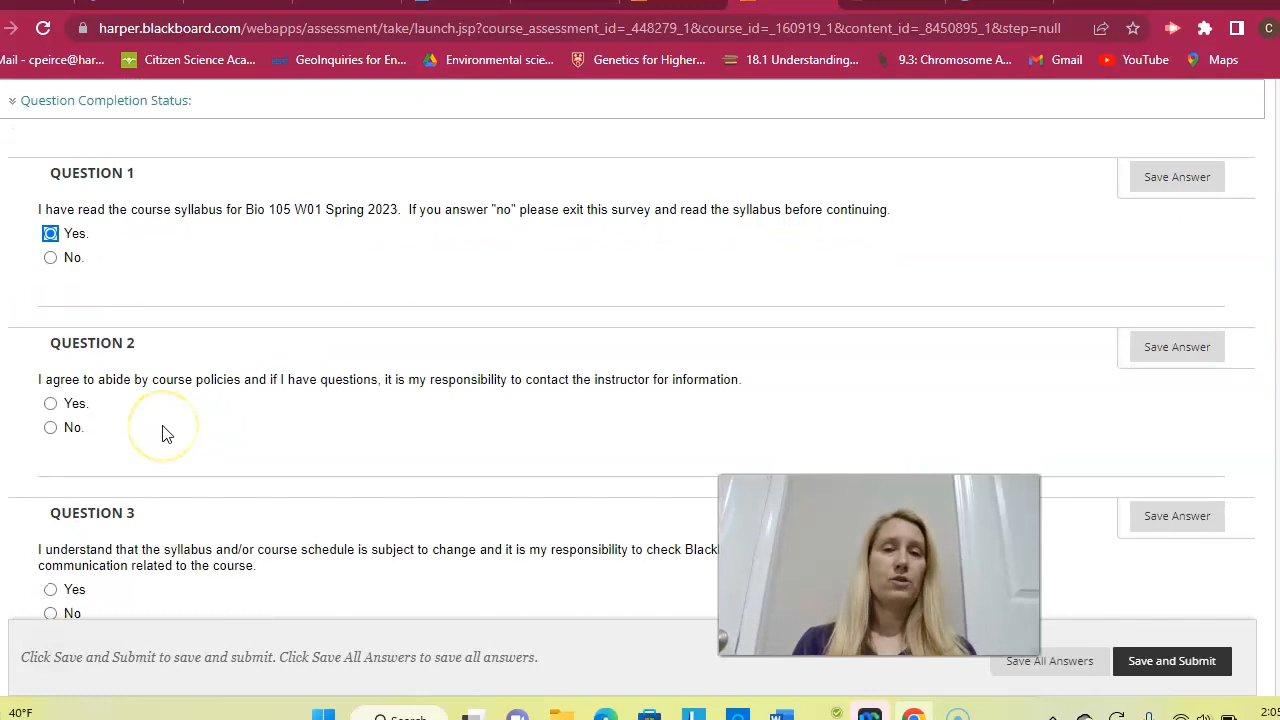 harper.blackboard.com/webapps/assessment/take/launch.jsp?course_assessment_id=_448279_1&course_id=_160919_1&content_id=_8450895_1&step=null
Mail - cpeirce@har... Citizen Science Aca... GeoInquiries for En... Environmental scie... Genetics for Higher... 18.1 Understanding... 9.3: Chromosome A... Gmail YouTube Maps
Question Completion Status:
QUESTION 1
Save Answer
I have read the course syllabus for Bio 105 W01 Spring 2023. If you answer "no" please exit this survey and read the syllabus before continuing.
Yes.
No.
QUESTION 2
Save Answer
I agree to abide by course policies and if I have questions, it is my responsibility to contact the instructor for information.
Yes.
No.
QUESTION 3
Save Answer
I understand that the syllabus and/or course schedule is subject to change and it is my responsibility to check
communication related to the course.
Yes
No
Click Save and Submit to save and submit. Click Save All Answers to save all answers.
Save All Answers Save and Submit
40°F
Search
2:05